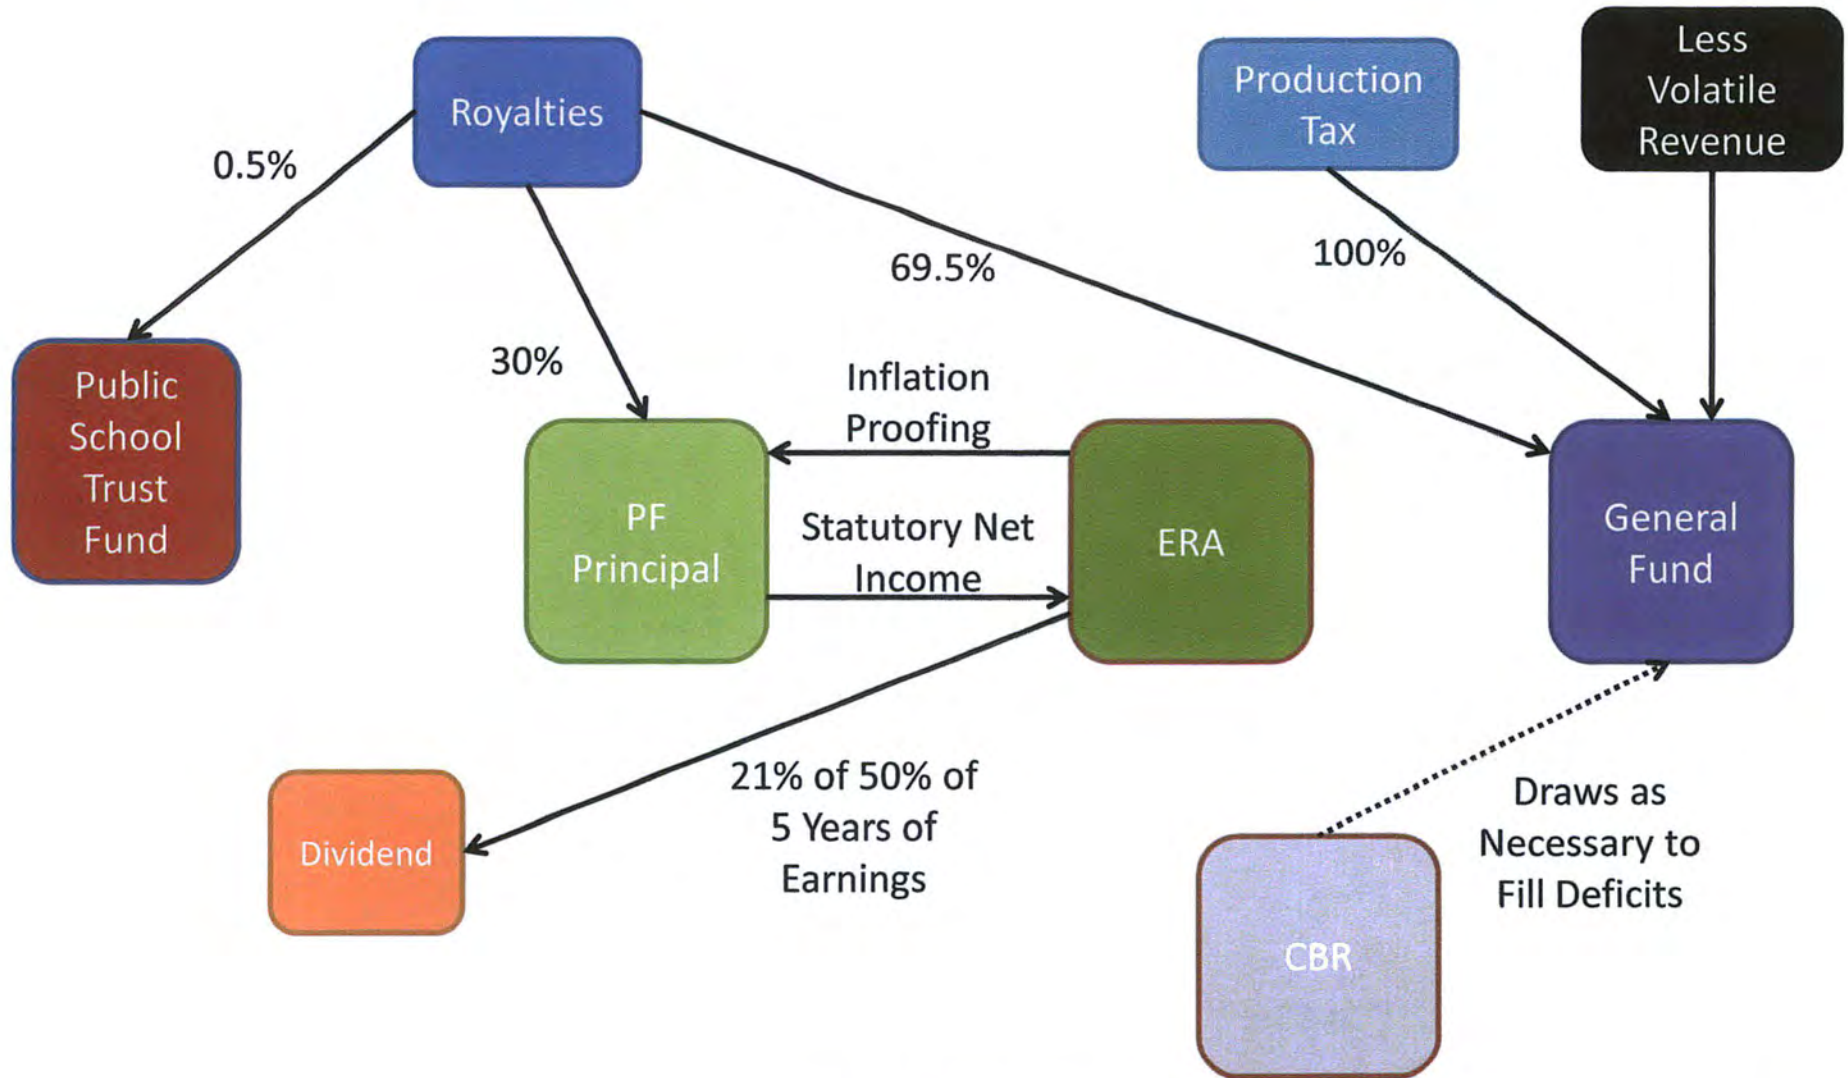 Royalties
Production
Tax
Less
Volatile
Revenue
0.5%
69.5%
100%
30%
Public
School
Trust
Fund
Inflation
Proofing
PF
Principal
Statutory Net
Income
ERA
General
Fund
21% of 50% of
5 Years of
Earnings
Dividend
Draws as
Necessary to
Fill Deficits
CBR